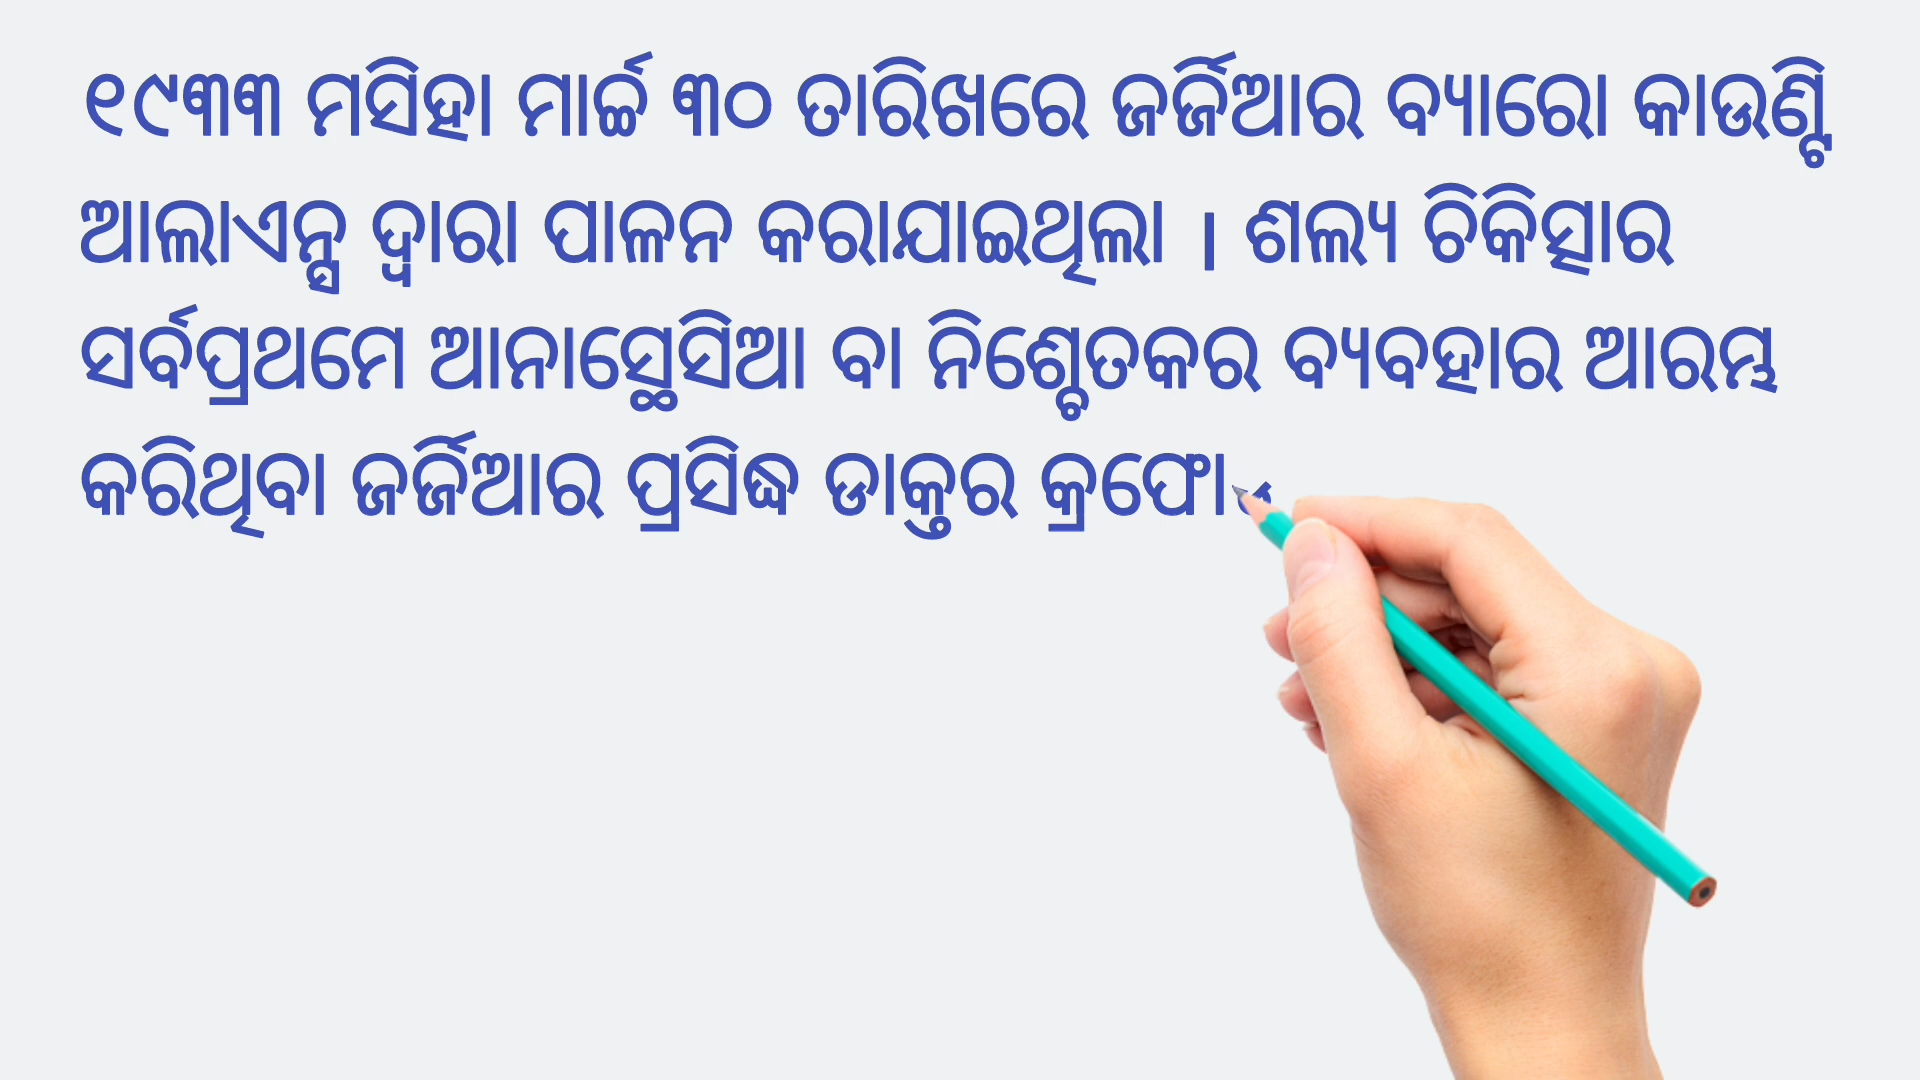 ୧୯୩୩ ମସିହା ମାର୍ଚ୍ଚ ୩୦ ତାରିଖରେ ଜର୍ଜିଆର ବ୍ୟାରୋ କାଉଣ୍ଟି
ଆଲାଏନ୍ସ ଦ୍ୱାରା ପାଳନ କରାଯାଇଥିଲା । ଶଲ୍ୟ ଚିକିତ୍ସାର
ସର୍ବପ୍ରଥମେ ଆନାସ୍ଥେସିଆ ବା ନିଶ୍ଚେତକର ବ୍ୟବହାର ଆରମ୍ଭ
କରିଥିବା ଜର୍ଜିଆର ପ୍ରସିଦ୍ଧ ଡାକ୍ତର